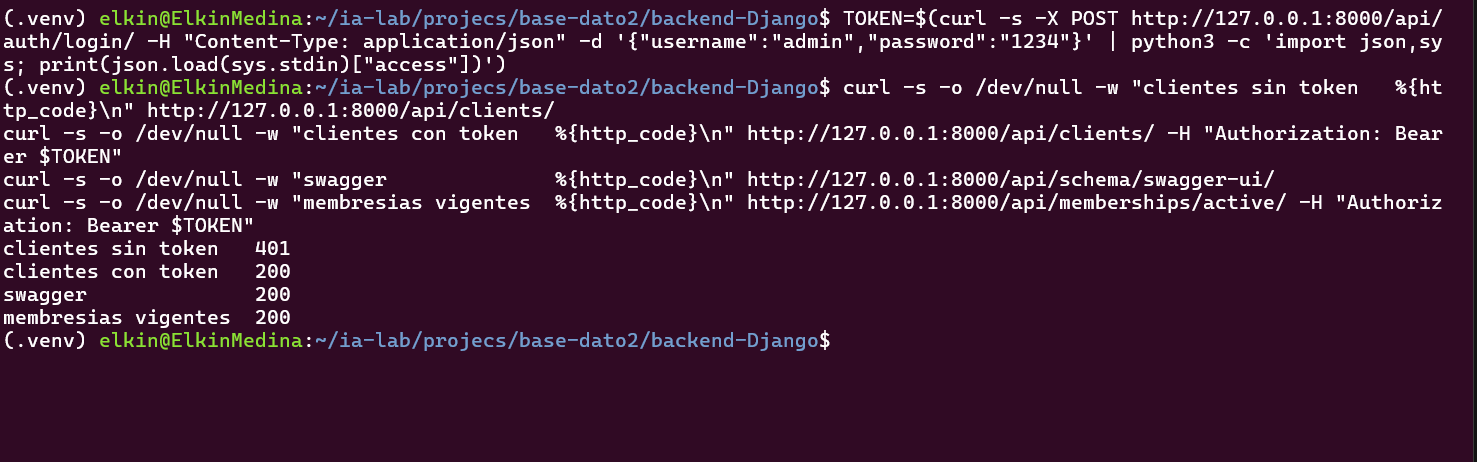 (.venv) elkin@ElkinMedina:~/ia-lab/projecs/base-dato2/backend-Django$ TOKEN=$(curl -s -X POST http://127.0.0.1:8000/api/
auth/login/ -H "Content-Type: application/json" -d '{"username":"admin","password":"1234"}' | python3 -c 'import json,sy
s; print(json.load(sys.stdin)["access"])')
(.venv) elkin@ElkinMedina:~/ia-lab/projecs/base-dato2/backend-Django$ curl -s -o /dev/null -w "clientes sin token   %{ht
tp_code}\n" http://127.0.0.1:8000/api/clients/
curl -s -o /dev/null -w "clientes con token   %{http_code}\n" http://127.0.0.1:8000/api/clients/ -H "Authorization: Bear
er $TOKEN"
curl -s -o /dev/null -w "swagger              %{http_code}\n" http://127.0.0.1:8000/api/schema/swagger-ui/
curl -s -o /dev/null -w "membresias vigentes  %{http_code}\n" http://127.0.0.1:8000/api/memberships/active/ -H "Authoriz
ation: Bearer $TOKEN"
clientes sin token   401
clientes con token   200
swagger              200
membresias vigentes  200
(.venv) elkin@ElkinMedina:~/ia-lab/projecs/base-dato2/backend-Django$